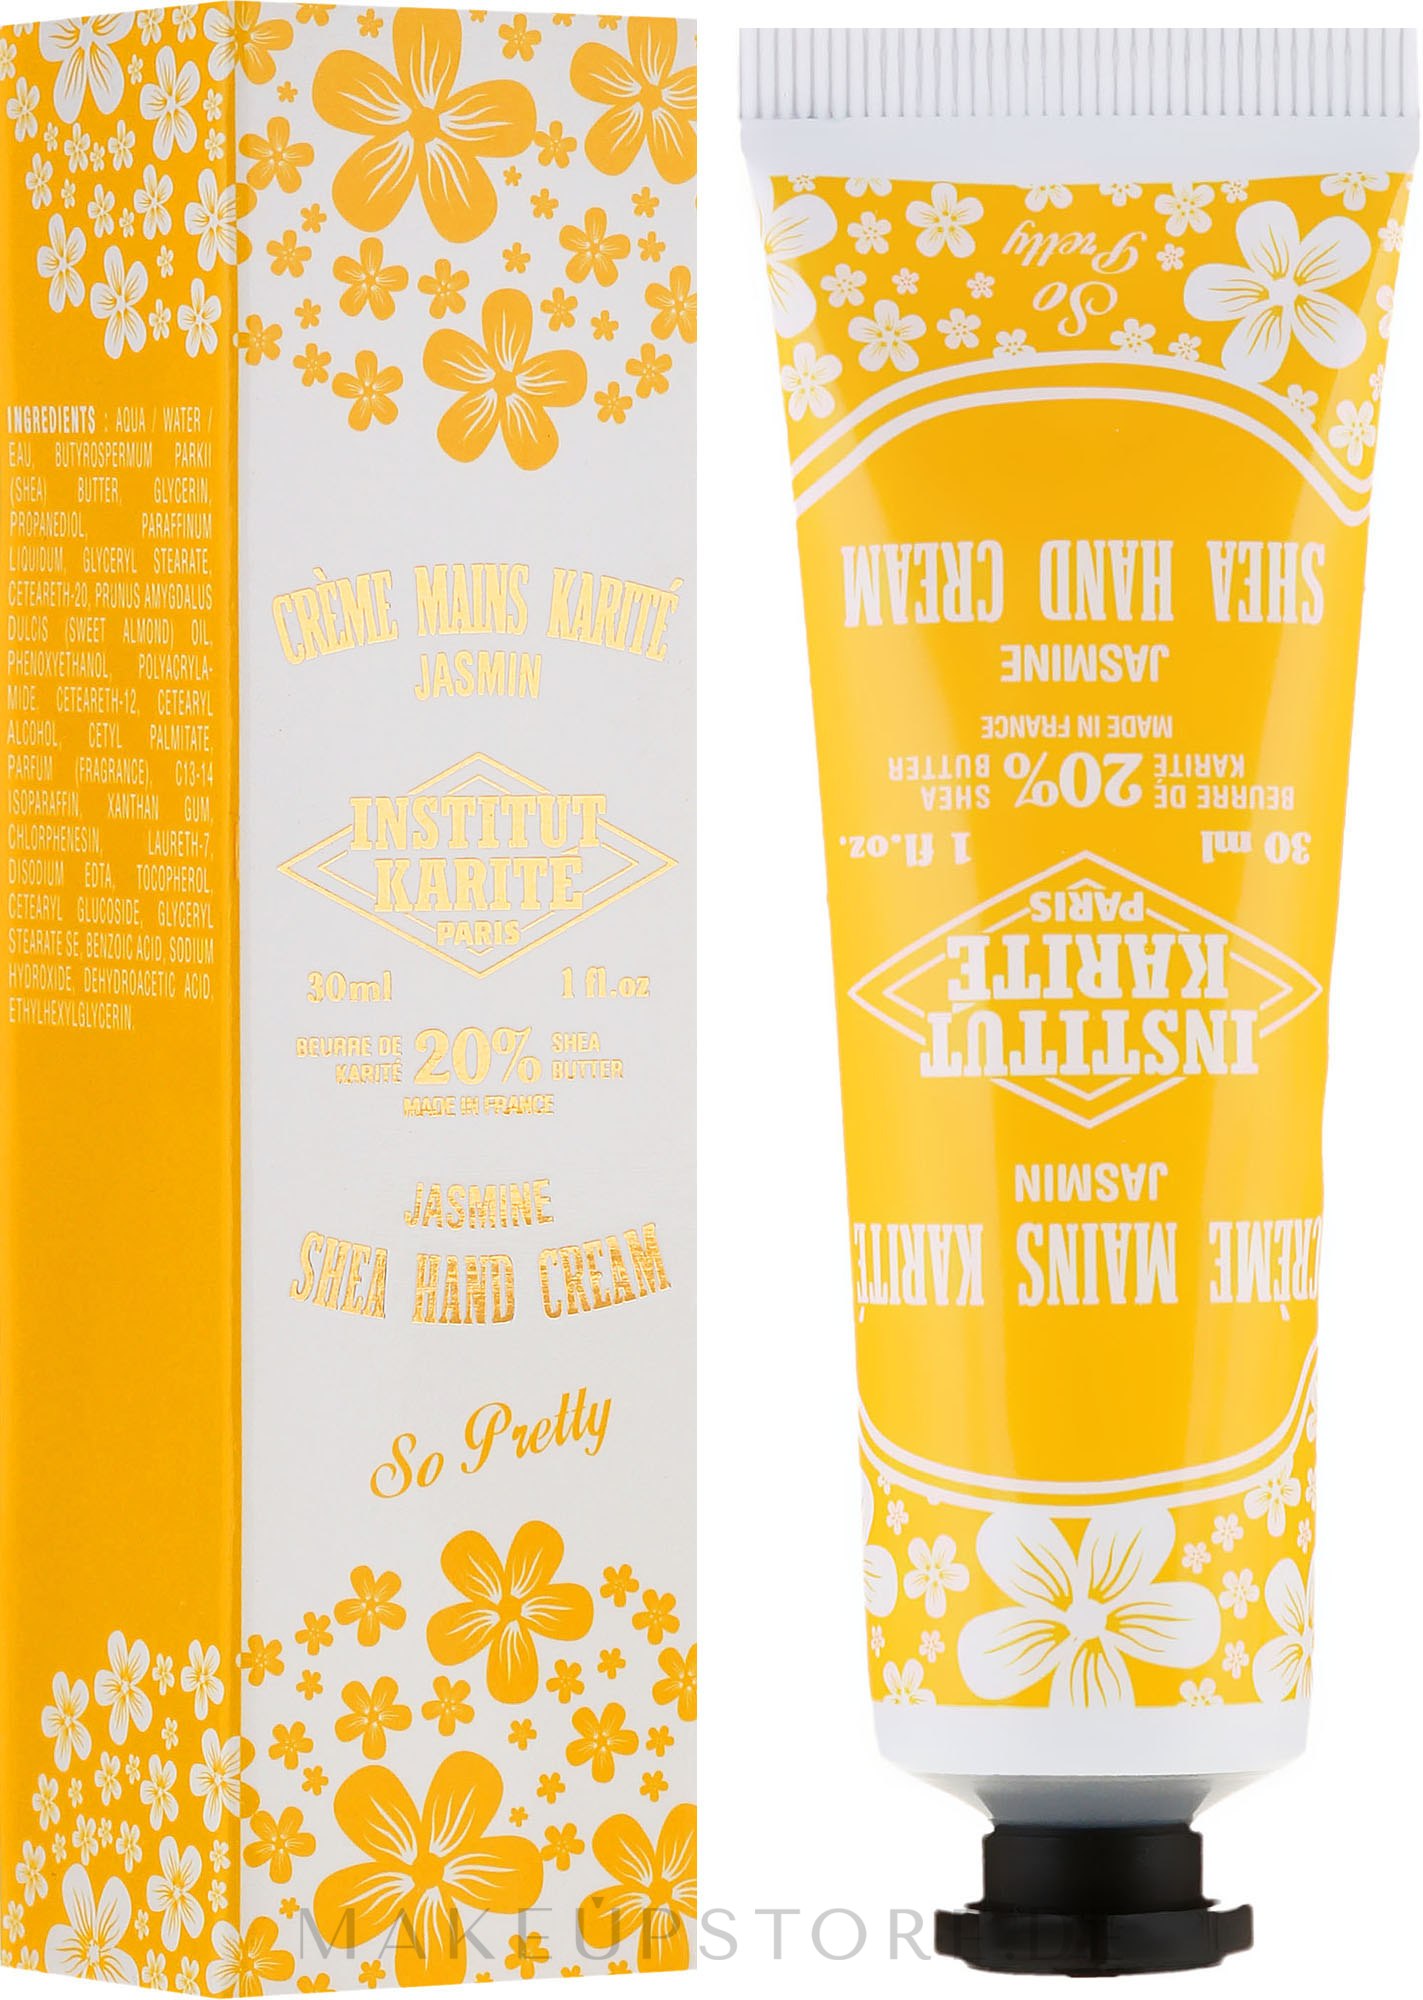 INGREDIENTS : AQUA / WATER /
EAU, BUTYROSPERMUM PARKII
(SHEA) BUTTER, GLYCERIN,
PROPANEDIOL, PARAFFINUM
LIQUIDUM, GLYCERYL STEARATE,
CETEARETH-20, PRUNUS AMYGDALUS
DULCIS (SWEET ALMOND) OIL,
PHENOXYETHANOL, POLYACRYLA-
MIDE, CETEARETH-12, CETEARYL
ALCOHOL, CETYL PALMITATE,
PARFUM (FRAGRANCE), C13-14
ISOPARAFFIN, XANTHAN GUM,
CHLORPHENESIN, LAURETH-7,
DISODIUM EDTA, TOCOPHEROL,
CETEARYL GLUCOSIDE, GLYCERYL
STEARATE SE, BENZOIC ACID, SODIUM
HYDROXIDE, DEHYDROACETIC ACID,
ETHYLHEXYLGLYCERIN.
CRÈME MAINS KARITÉ
JASMIN
INSTITUT
KARITÉ
PARIS
30ml 1 fl.oz
BEURRE DE KARITÉ 20% SHEA BUTTER
MADE IN FRANCE
JASMINE
SHEA HAND CREAM
So Pretty
CRÈME MAINS KARITÉ
JASMIN
INSTITUT
KARITÉ
PARIS
30 ml 1 fl.oz.
BEURRE DE KARITÉ 20% SHEA BUTTER
MADE IN FRANCE
JASMINE
SHEA HAND CREAM
So
Pretty
MAKEUPSTORE.DE